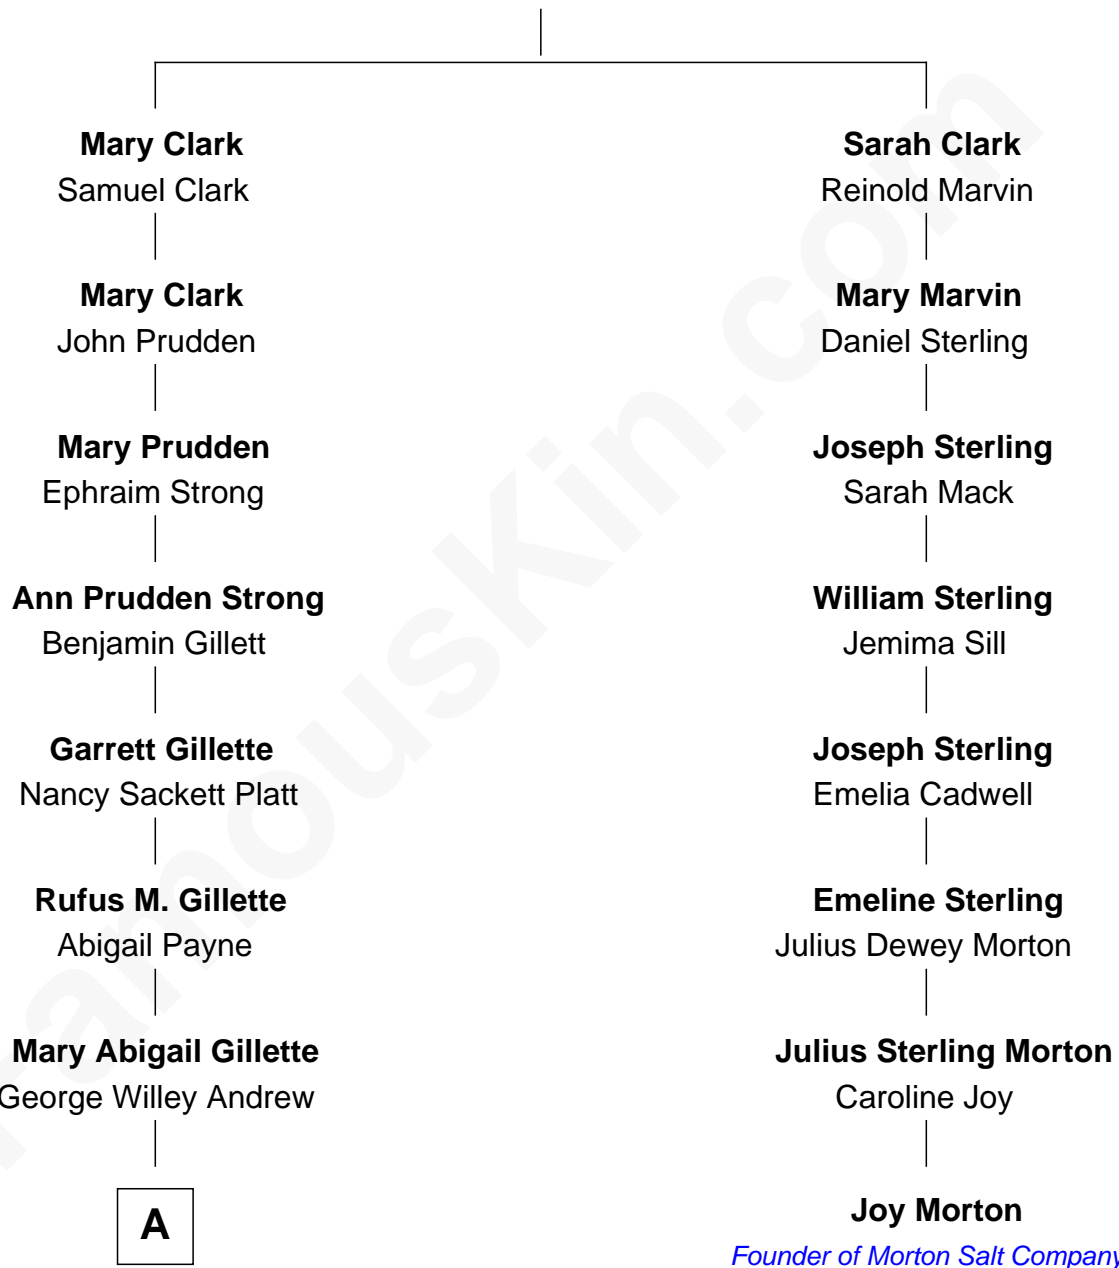 Mary Clark
Samuel Clark
Sarah Clark
Reinold Marvin
Mary Clark
John Prudden
Mary Marvin
Daniel Sterling
Mary Prudden
Ephraim Strong
Joseph Sterling
Sarah Mack
Ann Prudden Strong
Benjamin Gillett
William Sterling
Jemima Sill
Garrett Gillette
Nancy Sackett Platt
Joseph Sterling
Emelia Cadwell
Rufus M. Gillette
Abigail Payne
Emeline Sterling
Julius Dewey Morton
Mary Abigail Gillette
George Willey Andrew
Julius Sterling Morton
Caroline Joy
A
Joy Morton
Founder of Morton Salt Company
FamousKin.com